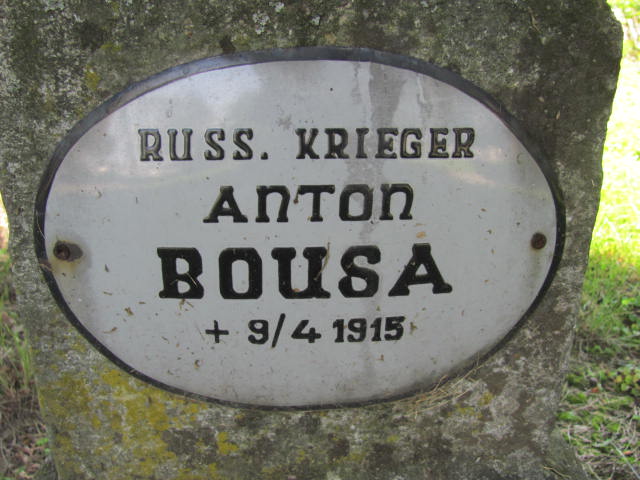 RUSS. KRIEGER
ANTON
BOUSA
+ 9/4 1915